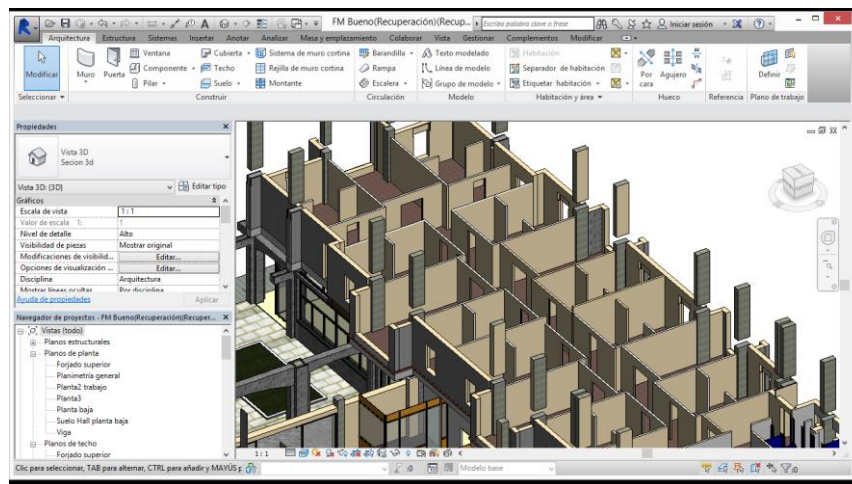 FM Bueno(Recuperación)(Recup...
Escriba palabra clave o frase
Iniciar sesión
Arquitectura Estructura Sistemas Insertar Anotar Analizar Masa y emplazamiento Colaborar Vista Gestionar Complementos Modificar
Modificar
Muro
Puerta
Ventana
Componente
Pilar
Cubierta
Techo
Suelo
Sistema de muro cortina
Rejilla de muro cortina
Montante
Barandilla
Rampa
Escalera
Texto modelado
Línea de modelo
Grupo de modelo
Habitación
Separador de habitación
Etiquetar habitación
Por cara
Agujero
Definir
Seleccionar
Construir
Circulación
Modelo
Habitación y área
Hueco
Referencia
Plano de trabajo
Propiedades
Vista 3D
Secion 3d
Vista 3D: {3D}
Editar tipo
Gráficos
Escala de vista 1 : 1
Valor de escala 1: 1
Nivel de detalle Alto
Visibilidad de piezas Mostrar original
Modificaciones de visibilid... Editar...
Opciones de visualización ... Editar...
Disciplina Arquitectura
Mostrar líneas ocultas Por disciplina
Ayuda de propiedades
Aplicar
Navegador de proyectos - FM Bueno(Recuperación)(Recuper...
Vistas (todo)
Planos estructurales
Planos de planta
Forjado superior
Planimetría general
Planta2 trabajo
Planta3
Planta baja
Suelo Hall planta baja
Viga
Planos de techo
Forjado superior
1 : 1
Clic para seleccionar, TAB para alternar, CTRL para añadir y MAYÚS p
:0
Modelo base
:0